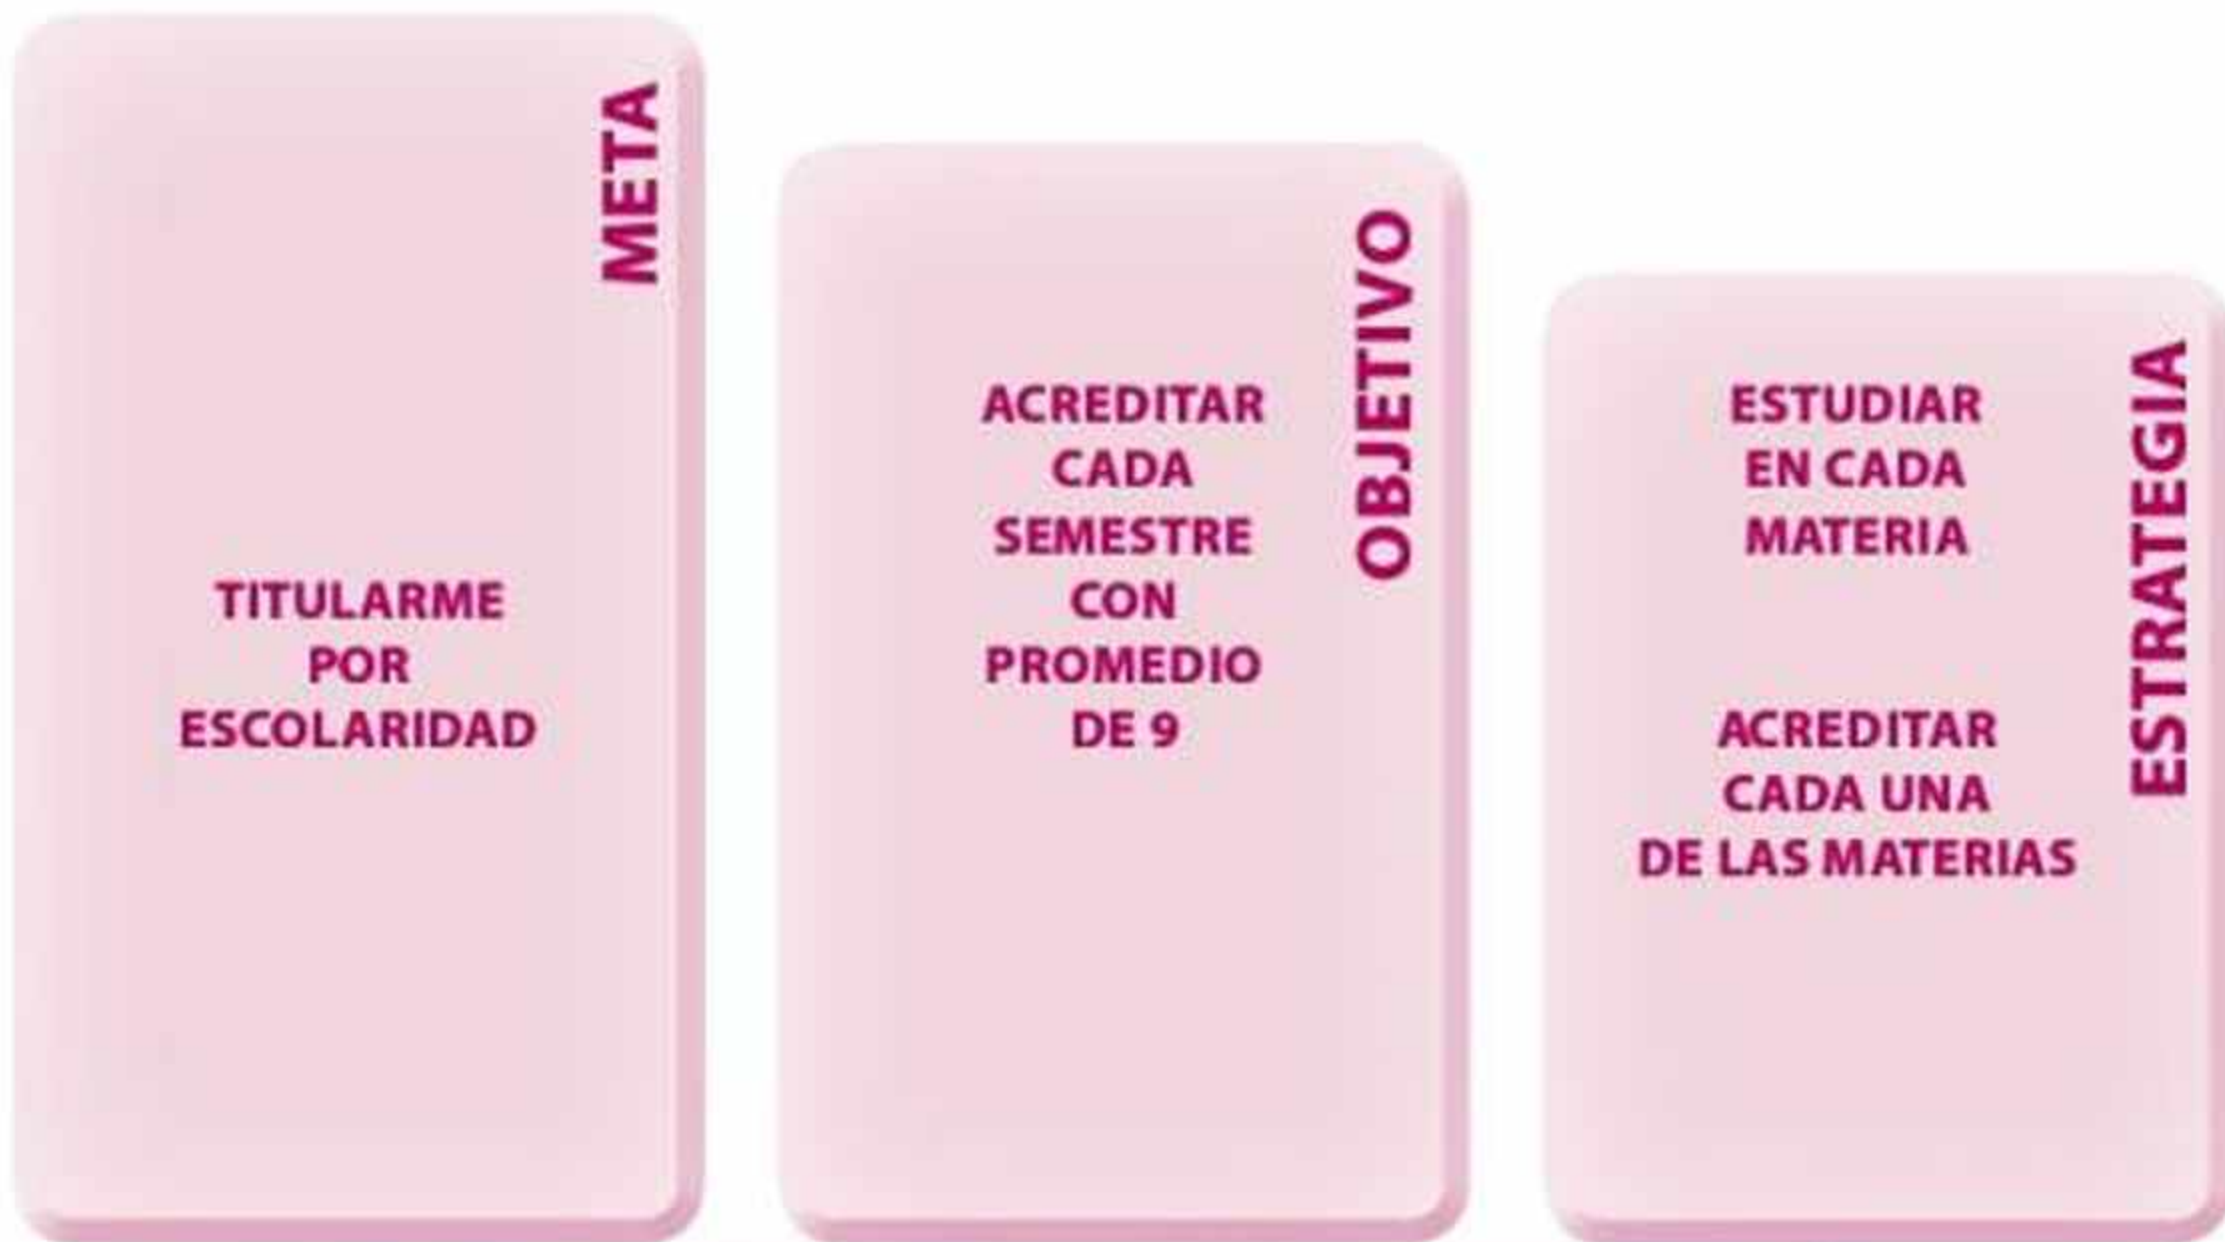 META
TITULARME
POR
ESCOLARIDAD
OBJETIVO
ACREDITAR
CADA
SEMESTRE
CON
PROMEDIO
DE 9
ESTRATEGIA
ESTUDIAR
EN CADA
MATERIA
ACREDITAR
CADA UNA
DE LAS MATERIAS